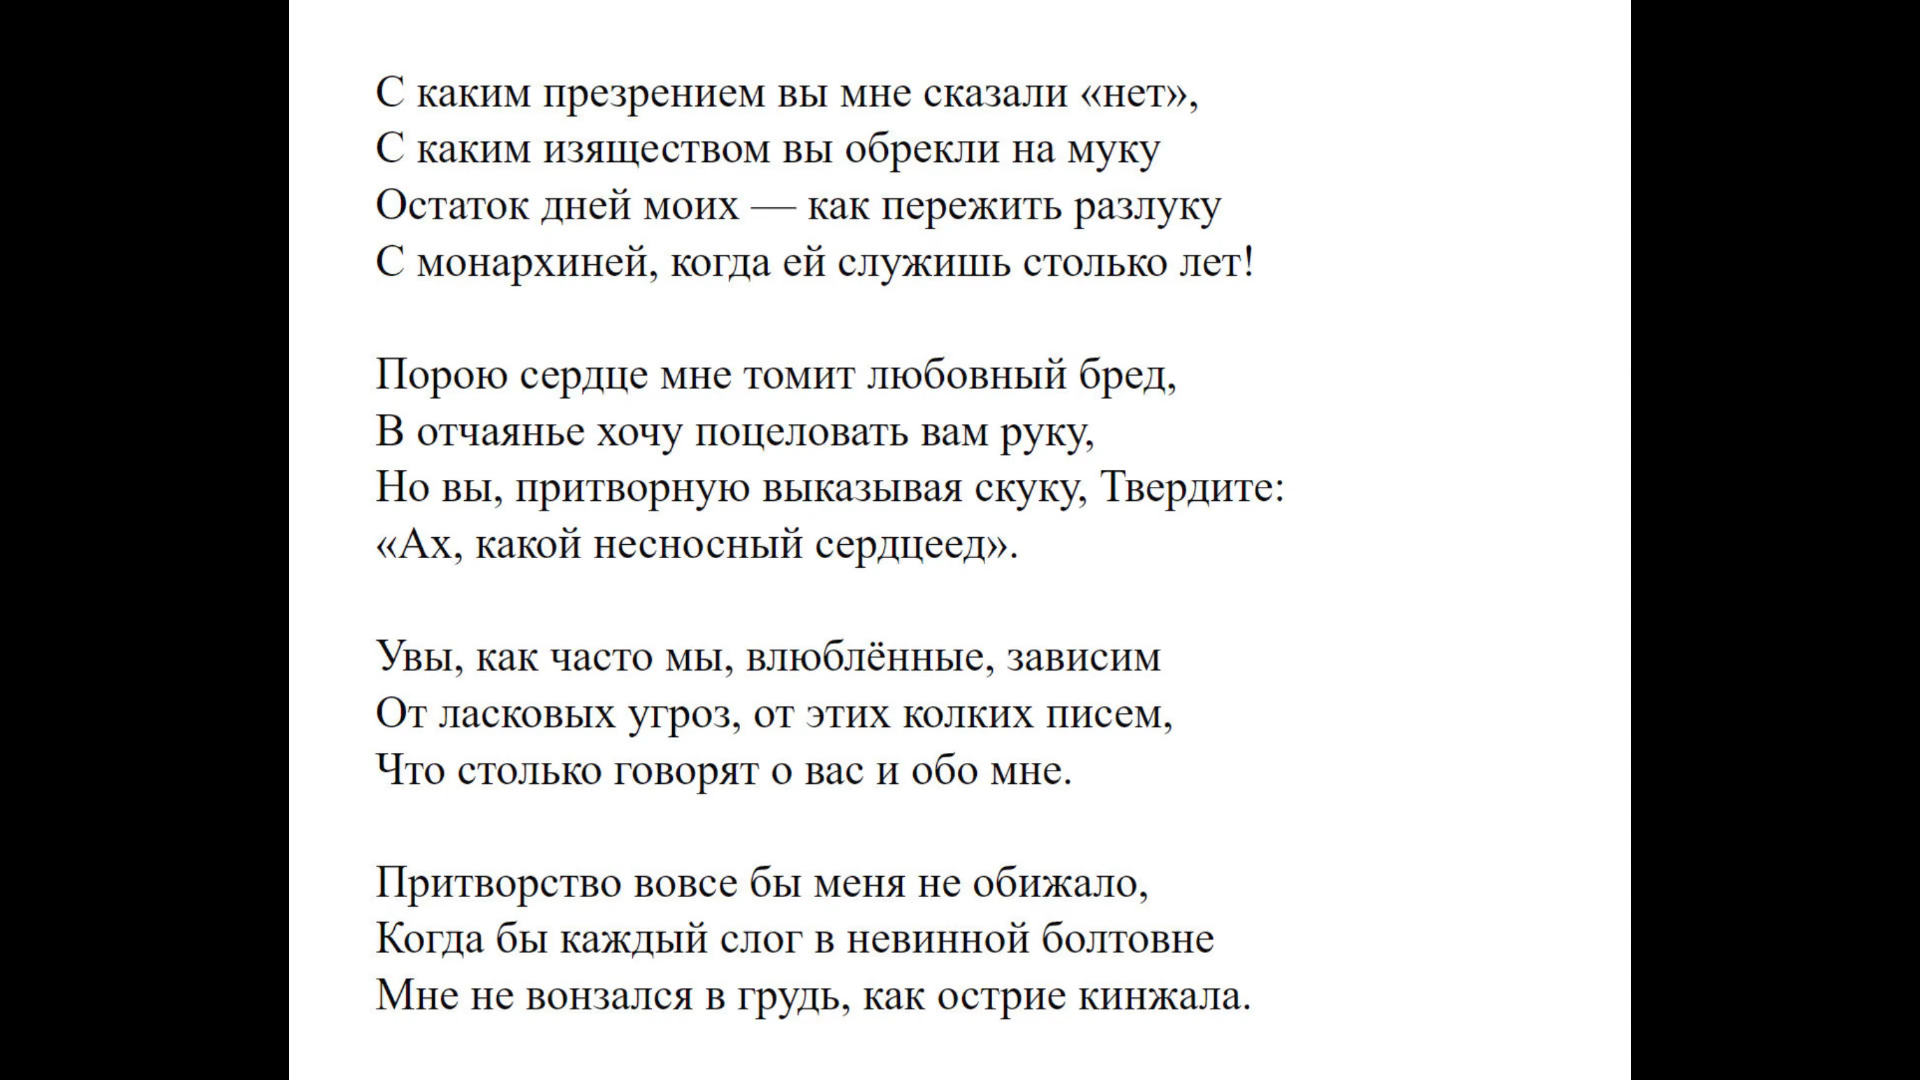 С каким презрением вы мне сказали «нет»,
С каким изяществом вы обрекли на муку
Остаток дней моих — как пережить разлуку
С монархиней, когда ей служишь столько лет!
Порою сердце мне томит любовный бред,
В отчаянье хочу поцеловать вам руку,
Но вы, притворную выказывая скуку, Твердите:
«Ах, какой несносный сердцеед».
Увы, как часто мы, влюблённые, зависим
От ласковых угроз, от этих колких писем,
Что столько говорят о вас и обо мне.
Притворство вовсе бы меня не обижало,
Когда бы каждый слог в невинной болтовне
Мне не вонзался в грудь, как острие кинжала.